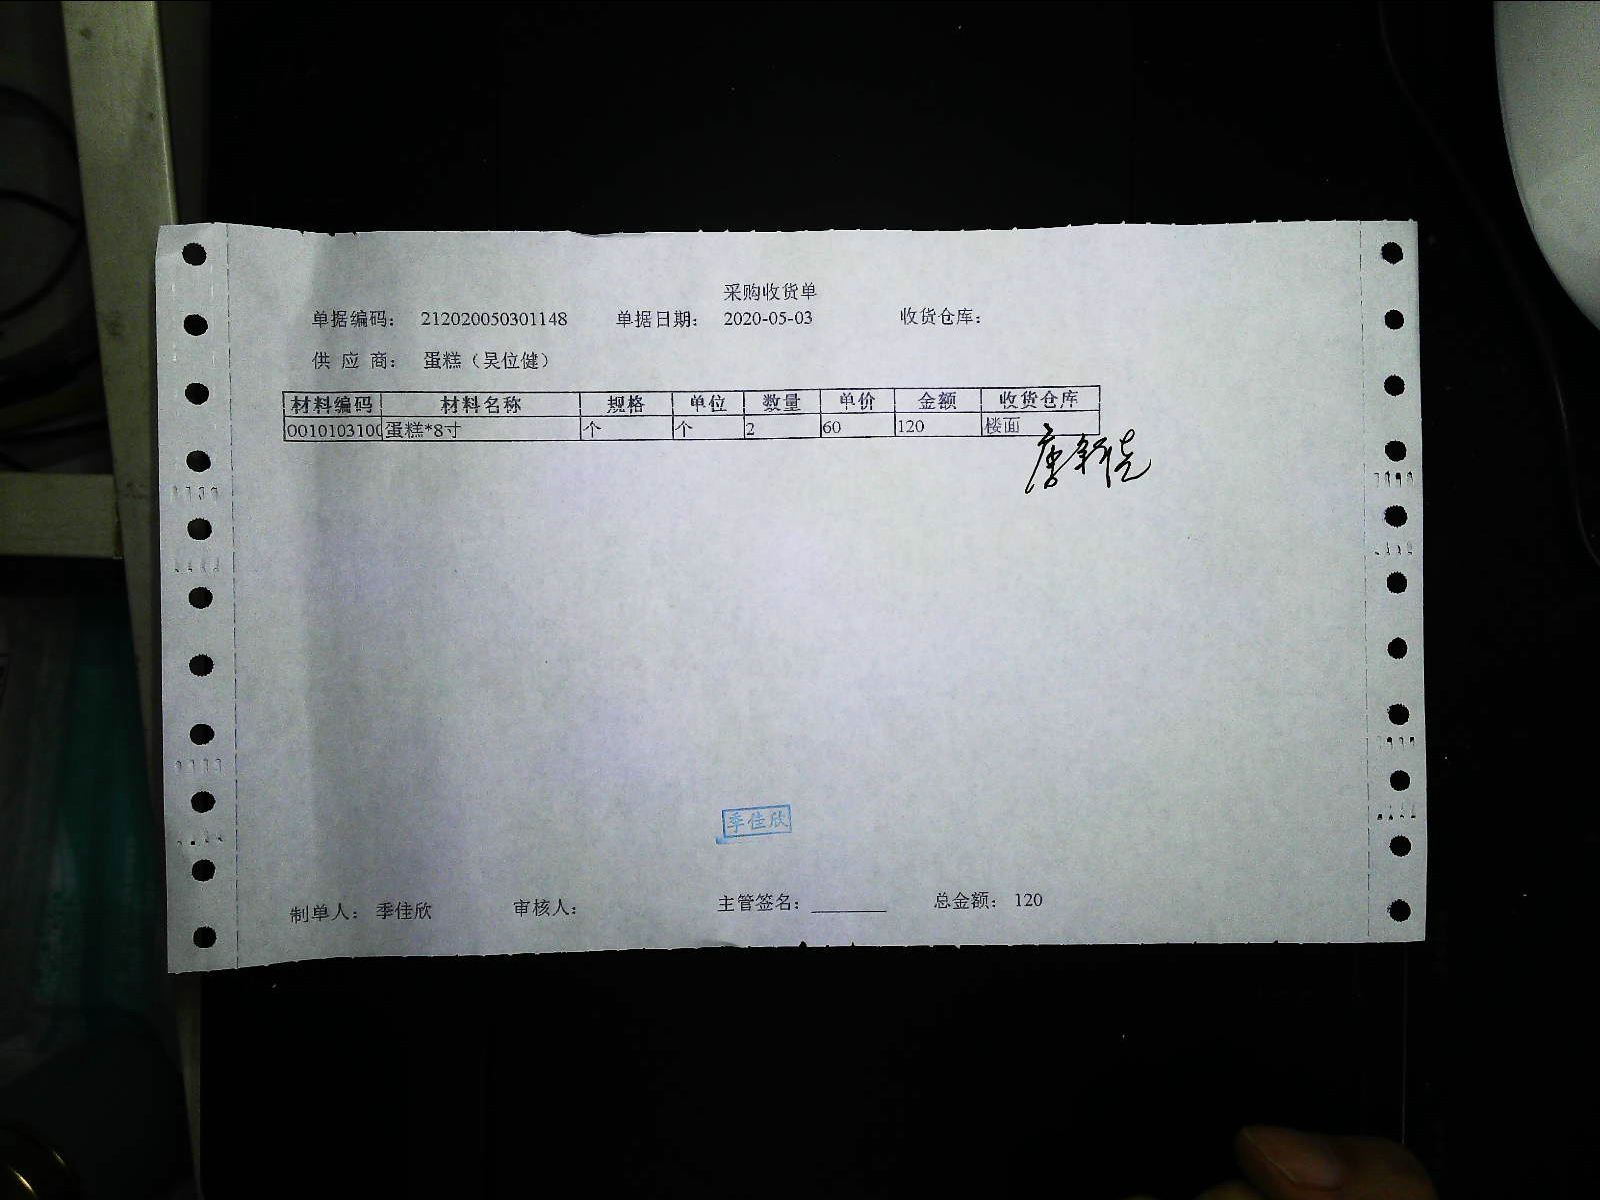 采购收货单
单据编码： 212020050301148 单据日期： 2020-05-03 收货仓库：
供 应 商： 蛋糕（吴位健）
材料编码 材料名称 规格 单位 数量 单价 金额 收货仓库
0010103100 蛋糕*8寸 个 个 2 60 120 楼面
季佳欣
制单人： 季佳欣 审核人： 主管签名： ________ 总金额： 120